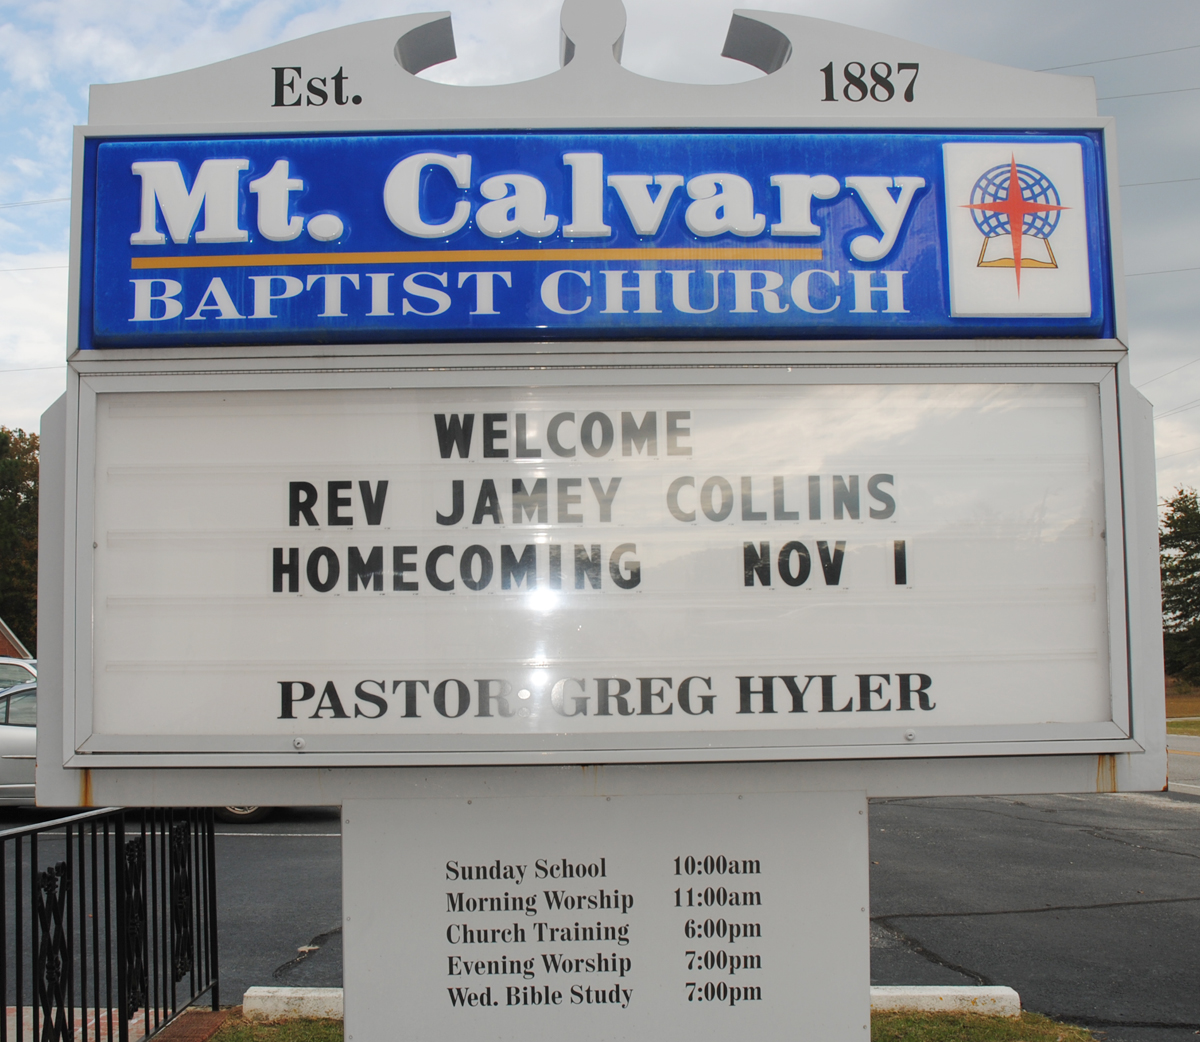 Est. 1887
Mt. Calvary
BAPTIST CHURCH
WELCOME
REV JAMEY COLLINS
HOMECOMING NOV 1
PASTOR: GREG HYLER
Sunday School 10:00am
Morning Worship 11:00am
Church Training 6:00pm
Evening Worship 7:00pm
Wed. Bible Study 7:00pm